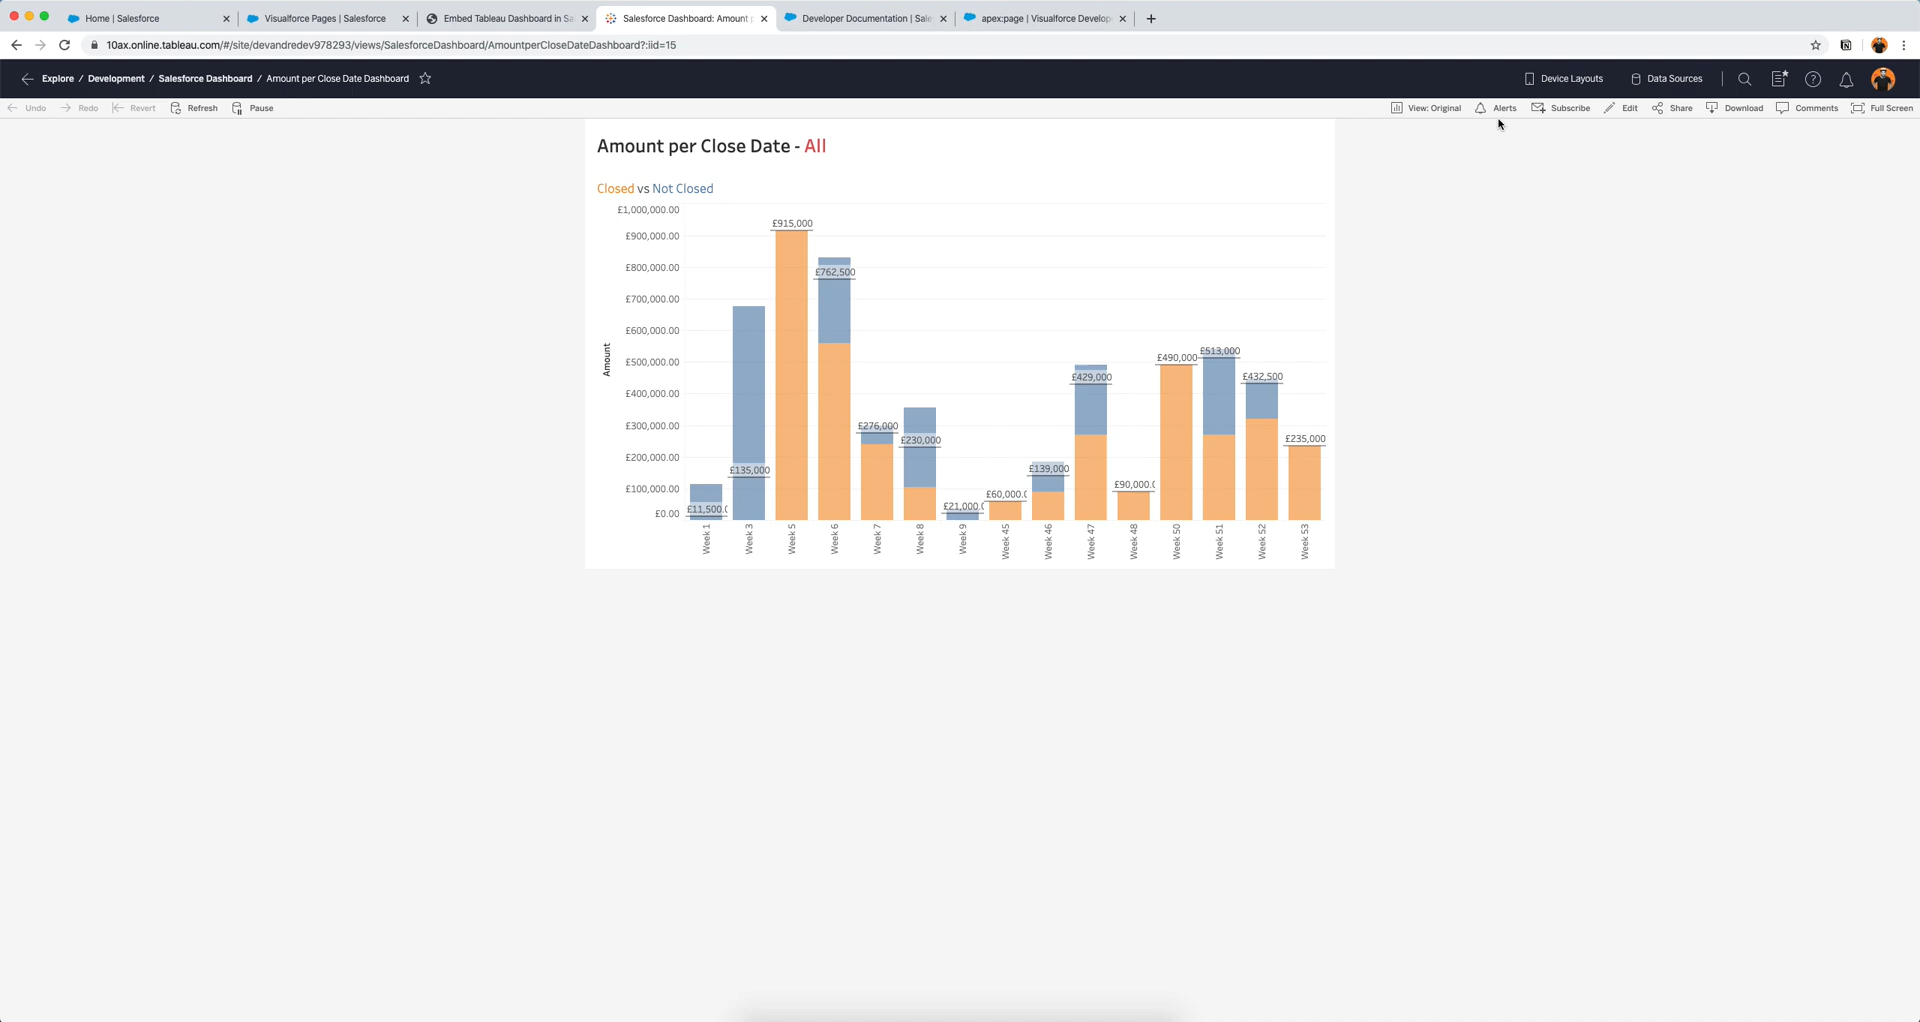 Home | Salesforce
Visualforce Pages | Salesforce
Embed Tableau Dashboard in Sa
Salesforce Dashboard: Amount p
Developer Documentation | Sale
apex:page | Visualforce Develop
10ax.online.tableau.com/#/site/devandredev978293/views/SalesforceDashboard/AmountperCloseDateDashboard?:iid=15
Explore / Development / Salesforce Dashboard / Amount per Close Date Dashboard
Device Layouts
Data Sources
Undo
Redo
Revert
Refresh
Pause
View: Original
Alerts
Subscribe
Edit
Share
Download
Comments
Full Screen
Amount per Close Date - All
Closed vs Not Closed
Amount
£1,000,000.00
£900,000.00
£800,000.00
£700,000.00
£600,000.00
£500,000.00
£400,000.00
£300,000.00
£200,000.00
£100,000.00
£0.00
£11,500.0
£135,000
£915,000
£762,500
£276,000
£230,000
£21,000.0
£60,000.0
£139,000
£429,000
£90,000.0
£490,000
£513,000
£432,500
£235,000
Week 1
Week 3
Week 5
Week 6
Week 7
Week 8
Week 9
Week 45
Week 46
Week 47
Week 48
Week 50
Week 51
Week 52
Week 53